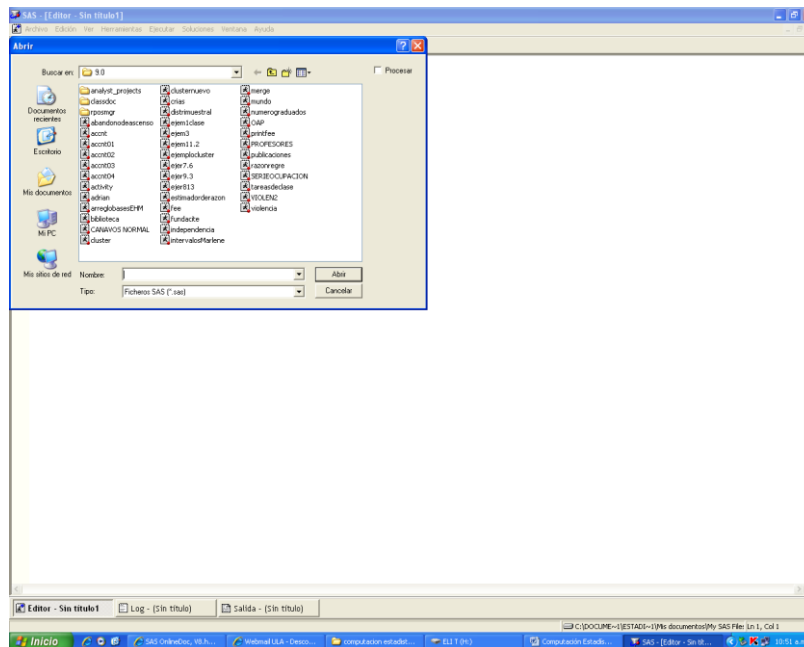 SAS - [Editor - Sin título1]
Archivo Edición Ver Herramientas Ejecutar Soluciones Ventana Ayuda
Abrir
Buscar en: 9.0
Procesar
Documentos recientes
Escritorio
Mis documentos
Mi PC
Mis sitios de red
analyst_projects
classdoc
rposmgr
abandonodeascenso
accnt
accnt01
accnt02
accnt03
accnt04
activity
adrian
arreglobasesEHM
biblioteca
CANAVOS NORMAL
cluster
clusternuevo
crias
distrimuestral
ejem1clase
ejem3
ejem11.2
ejemplocluster
ejer7.6
ejer9.3
ejer813
estimadorderazon
fee
fundacite
independencia
intervalosMarlene
merge
mundo
numerograduados
OAP
printfee
PROFESORES
publicaciones
razonregre
SERIEOCUPACION
tareasdeclase
VIOLEN2
violencia
Nombre:
Abrir
Tipo: Ficheros SAS (*.sas)
Cancelar
Editor - Sin título1
Log - (Sin título)
Salida - (Sin título)
C:\DOCUME~1\ESTADI~1\Mis documentos\My SAS File: Ln 1, Col 1
Inicio
SAS OnlineDoc, V8.h...
Webmail ULA - Desco...
computacion estadist...
ELI T (H:)
Computación Estadís...
SAS - [Editor - Sin tít...
10:51 a.m